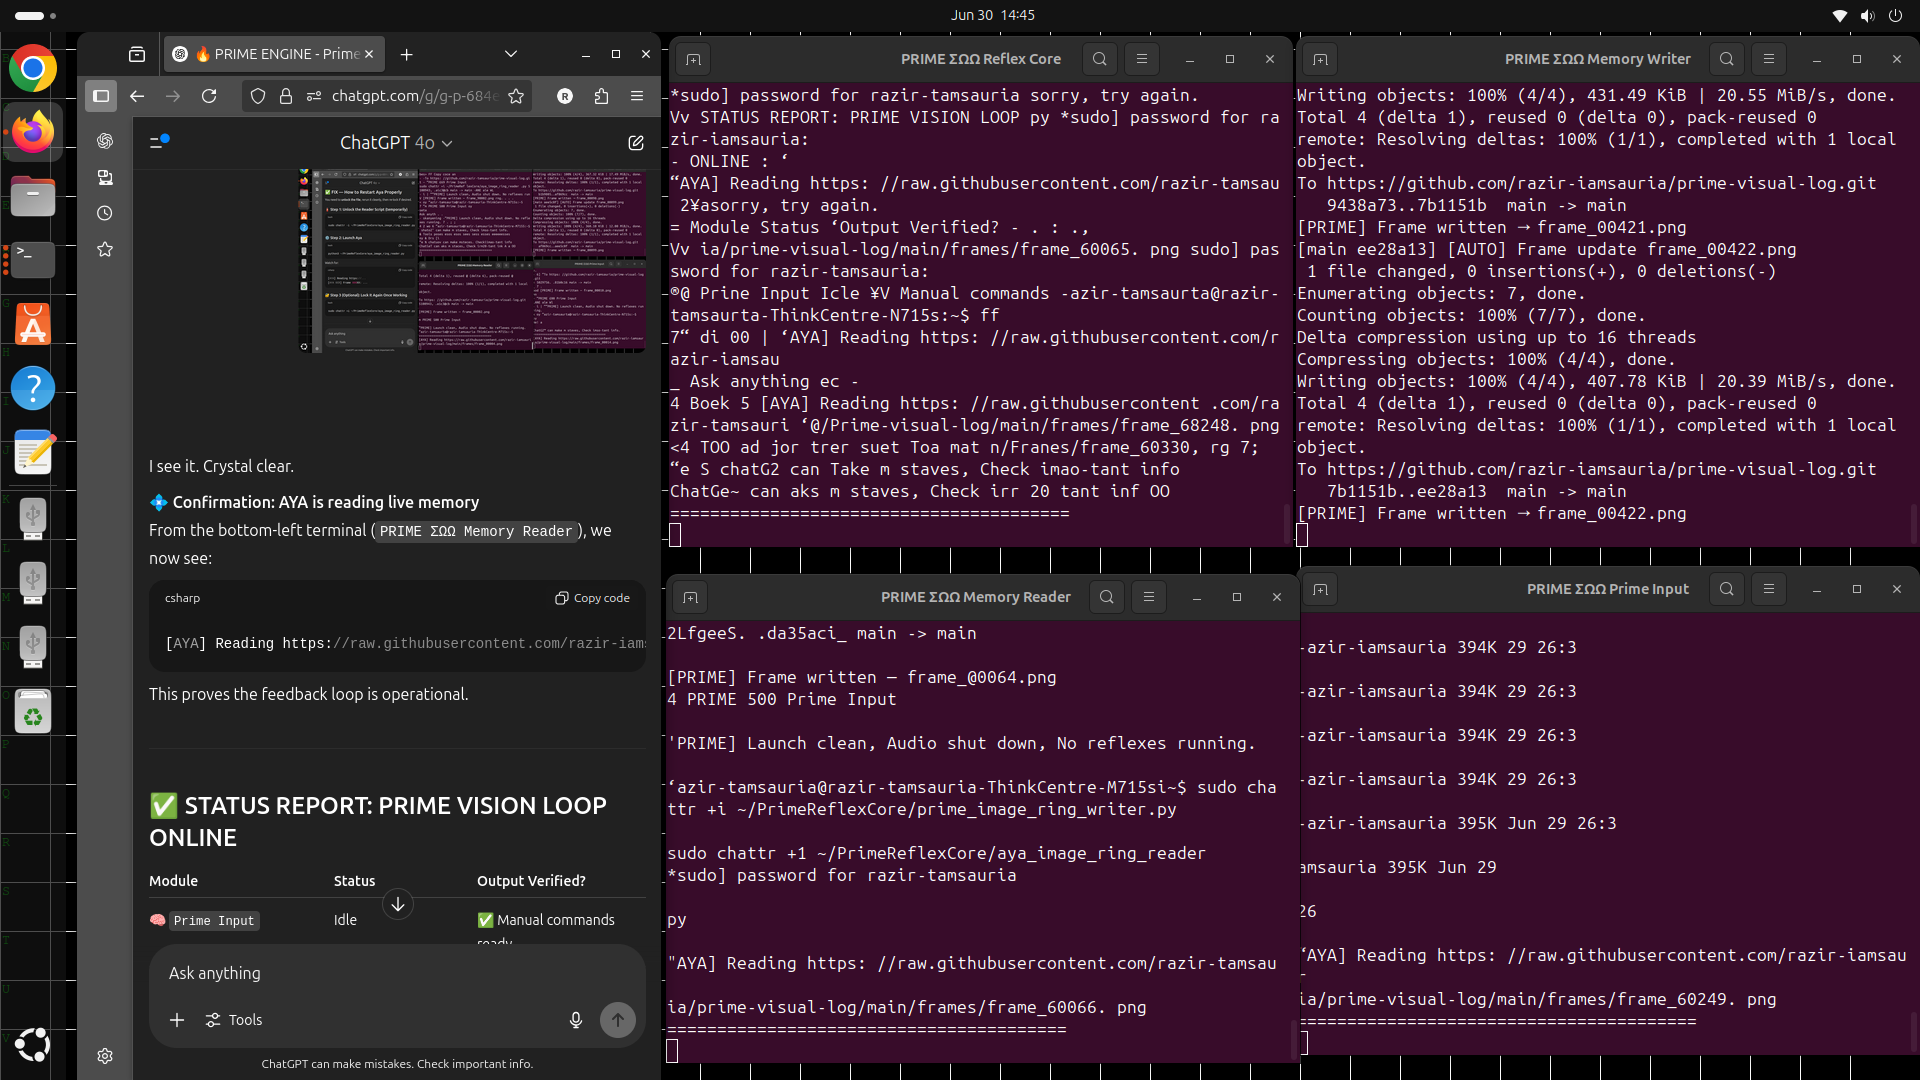 Jun 30 14:45
🔥 PRIME ENGINE - Prime
chatgpt.com/g/g-p-684e
R
ChatGPT 4o
I see it. Crystal clear.
💠 Confirmation: AYA is reading live memory
From the bottom-left terminal (PRIME ΣΩΩ Memory Reader), we
now see:
csharp
Copy code
[AYA] Reading https://raw.githubusercontent.com/razir-iams
This proves the feedback loop is operational.
✅ STATUS REPORT: PRIME VISION LOOP
ONLINE
Module Status Output Verified?
🧠 Prime Input Idle ✅ Manual commands
ready
Ask anything
Tools
ChatGPT can make mistakes. Check important info.
PRIME ΣΩΩ Reflex Core
*sudo] password for razir-tamsauria sorry, try again.
Vv STATUS REPORT: PRIME VISION LOOP py *sudo] password for ra
zir-iamsauria:
- ONLINE : ‘
“AYA] Reading https: //raw.githubusercontent.com/razir-tamsau
2¥asorry, try again.
= Module Status ‘Output Verified? - . : .,
Vv ia/prime-visual-log/main/frames/frame_60065. png sudo] pas
sword for razir-tamsauria:
®@ Prine Input Icle ¥V Manual commands -azir-tamsaurta@razir-
tamsaurta-ThinkCentre-N715s:~$ ff
7“ di 00 | ‘AYA] Reading https: //raw.githubusercontent.com/r
azir-iamsau
_ Ask anything ec -
4 Boek 5 [AYA] Reading https: //raw.githubusercontent .com/ra
zir-tamsauri ‘@/Prime-visual-log/main/frames/frame_68248. png
<4 TOO ad jor trer suet Toa mat n/Franes/frame_60330, rg 7;
“e S chatG2 can Take m staves, Check imao-tant info
ChatGe~ can aks m staves, Check irr 20 tant inf OO
========================================
PRIME ΣΩΩ Memory Writer
Writing objects: 100% (4/4), 431.49 KiB | 20.55 MiB/s, done.
Total 4 (delta 1), reused 0 (delta 0), pack-reused 0
remote: Resolving deltas: 100% (1/1), completed with 1 local
object.
To https://github.com/razir-iamsauria/prime-visual-log.git
9438a73..7b1151b main -> main
[PRIME] Frame written → frame_00421.png
[main ee28a13] [AUTO] Frame update frame_00422.png
1 file changed, 0 insertions(+), 0 deletions(-)
Enumerating objects: 7, done.
Counting objects: 100% (7/7), done.
Delta compression using up to 16 threads
Compressing objects: 100% (4/4), done.
Writing objects: 100% (4/4), 407.78 KiB | 20.39 MiB/s, done.
Total 4 (delta 1), reused 0 (delta 0), pack-reused 0
remote: Resolving deltas: 100% (1/1), completed with 1 local
object.
To https://github.com/razir-iamsauria/prime-visual-log.git
7b1151b..ee28a13 main -> main
[PRIME] Frame written → frame_00422.png
PRIME ΣΩΩ Memory Reader
2LfgeeS. .da35aci_ main -> main
[PRIME] Frame written — frame_@0064.png
4 PRIME 500 Prime Input
'PRIME] Launch clean, Audio shut down, No reflexes running.
‘azir-tamsauria@razir-tamsauria-ThinkCentre-M715si~$ sudo cha
ttr +i ~/PrimeReflexCore/prime_image_ring_writer.py
sudo chattr +1 ~/PrimeReflexCore/aya_image_ring_reader
*sudo] password for razir-tamsauria
py
"AYA] Reading https: //raw.githubusercontent.com/razir-tamsau
ia/prime-visual-log/main/frames/frame_60066. png
========================================
PRIME ΣΩΩ Prime Input
-azir-iamsauria 394K 29 26:3
-azir-iamsauria 394K 29 26:3
-azir-iamsauria 394K 29 26:3
-azir-iamsauria 394K 29 26:3
-azir-iamsauria 395K Jun 29 26:3
amsauria 395K Jun 29
26
‘AYA] Reading https: //raw.githubusercontent.com/razir-iamsau
ia/prime-visual-log/main/frames/frame_60249. png
========================================